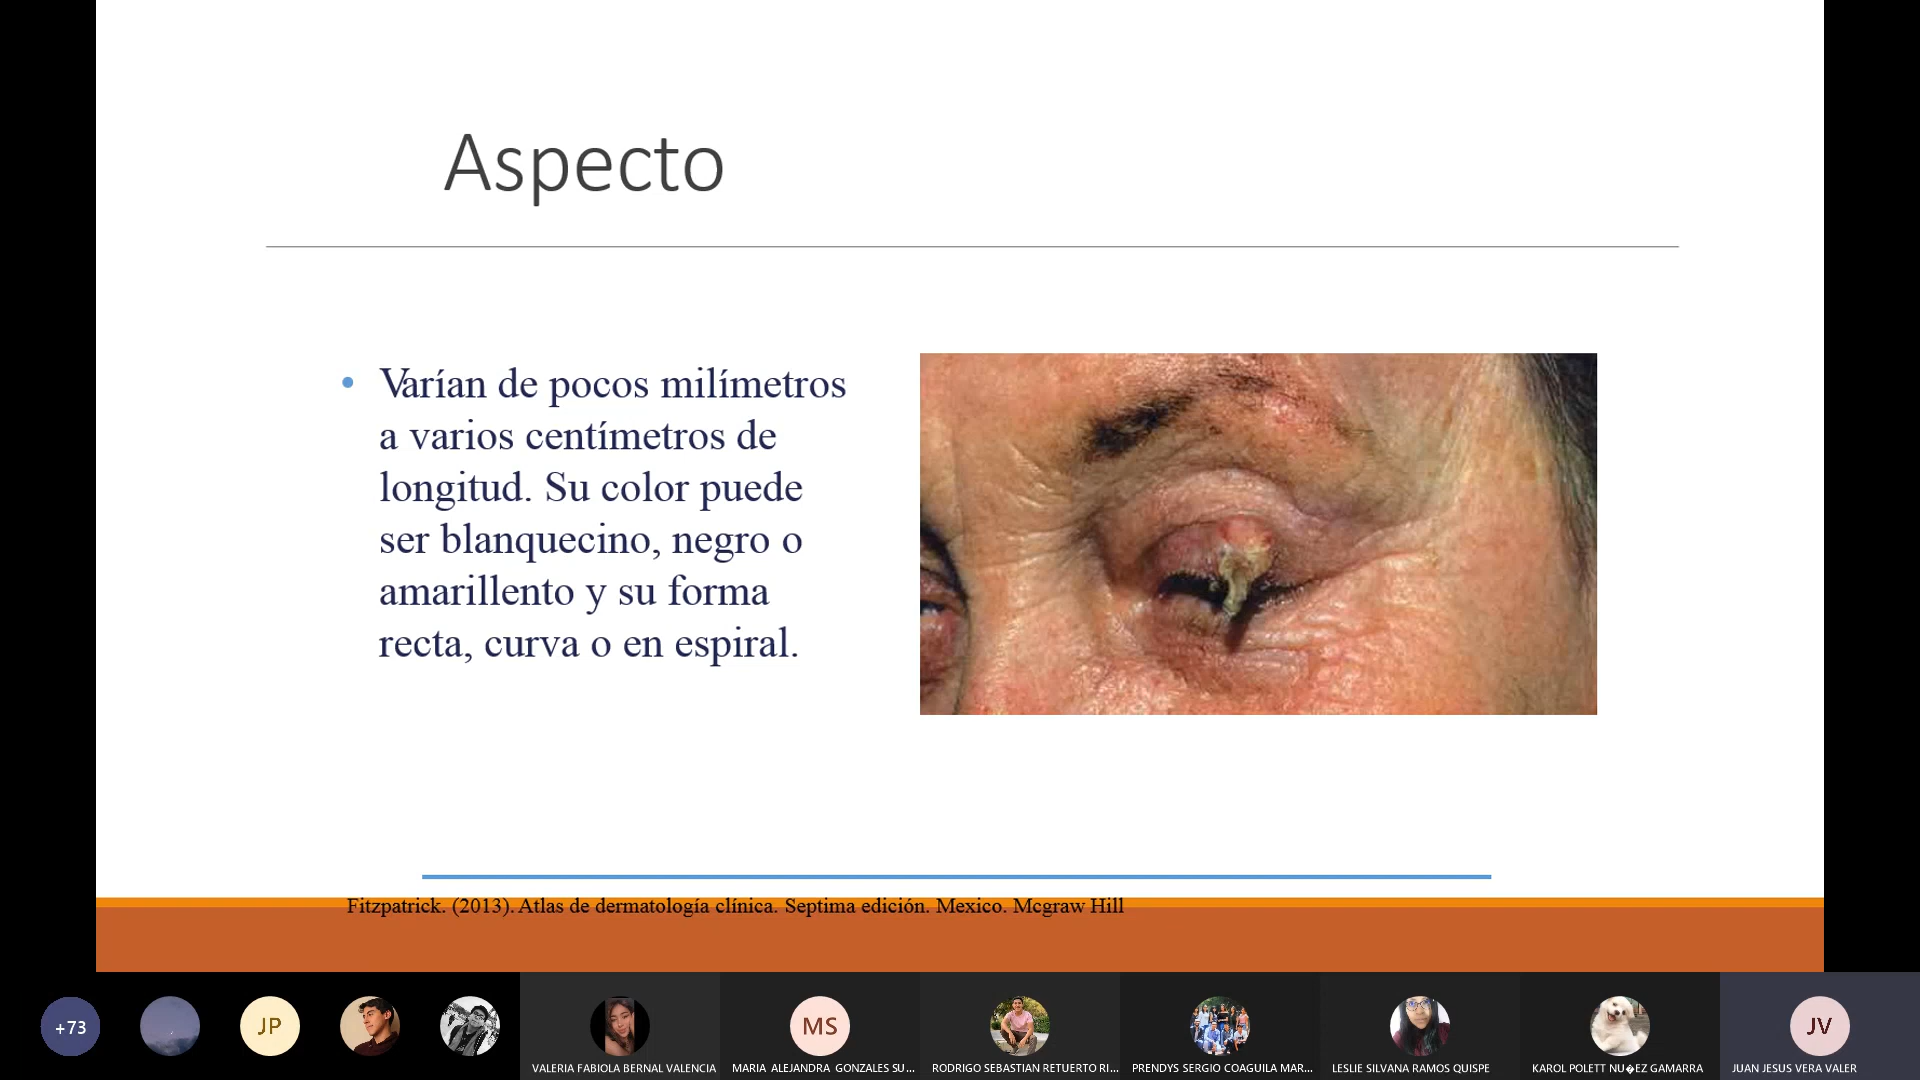 Aspecto
• Varían de pocos milímetros
a varios centímetros de
longitud. Su color puede
ser blanquecino, negro o
amarillento y su forma
recta, curva o en espiral.
Fitzpatrick. (2013). Atlas de dermatología clínica. Septima edición. Mexico. Mcgraw Hill
+73
JP
MS
JV
VALERIA FABIOLA BERNAL VALENCIA
MARIA ALEJANDRA GONZALES SU...
RODRIGO SEBASTIAN RETUERTO RI...
PRENDYS SERGIO COAGUILA MAR...
LESLIE SILVANA RAMOS QUISPE
KAROL POLETT NU�EZ GAMARRA
JUAN JESUS VERA VALER